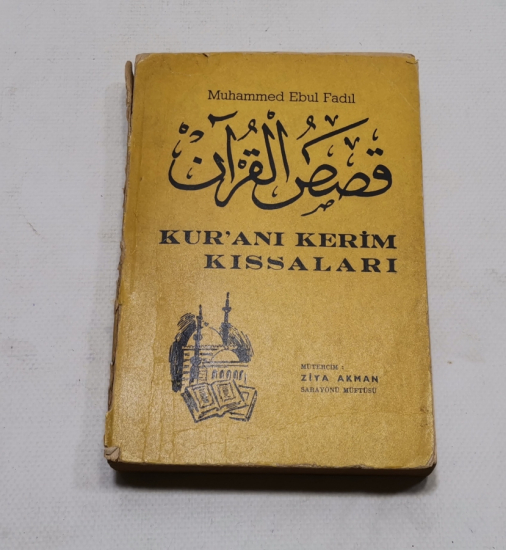 Muhammed Ebul Fadıl
قصص القرآن
KUR'ANI KERİM
KISSALARI
MÜTERCİM :
ZİYA AKMAN
SARAYÖNÜ MÜFTÜSÜ